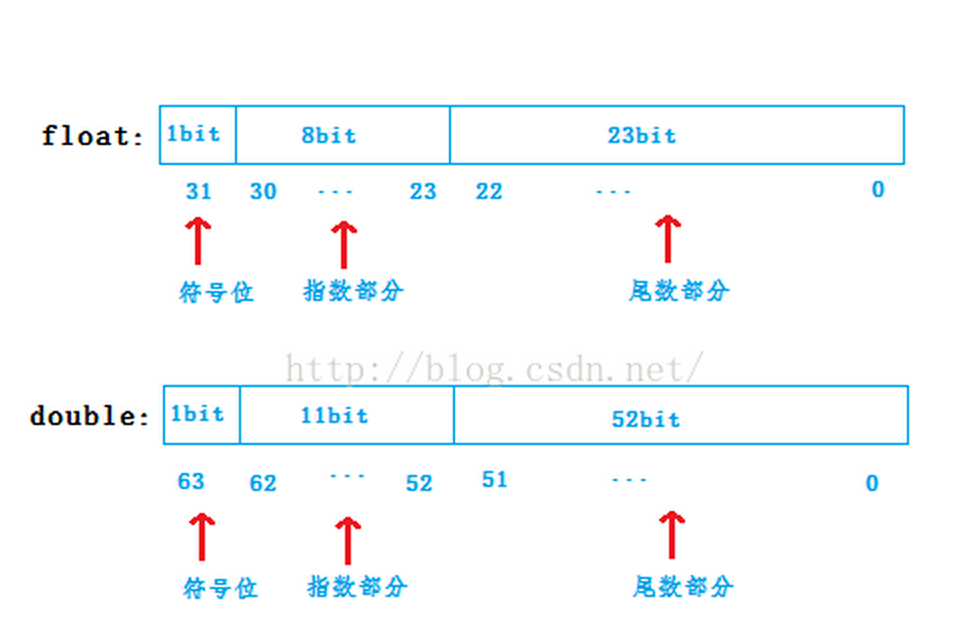 float: 1bit 8bit 23bit
31 30 --- 23 22 --- 0
符号位 指数部分 尾数部分
http://blog.csdn.net/
double: 1bit 11bit 52bit
63 62 --- 52 51 --- 0
符号位 指数部分 尾数部分